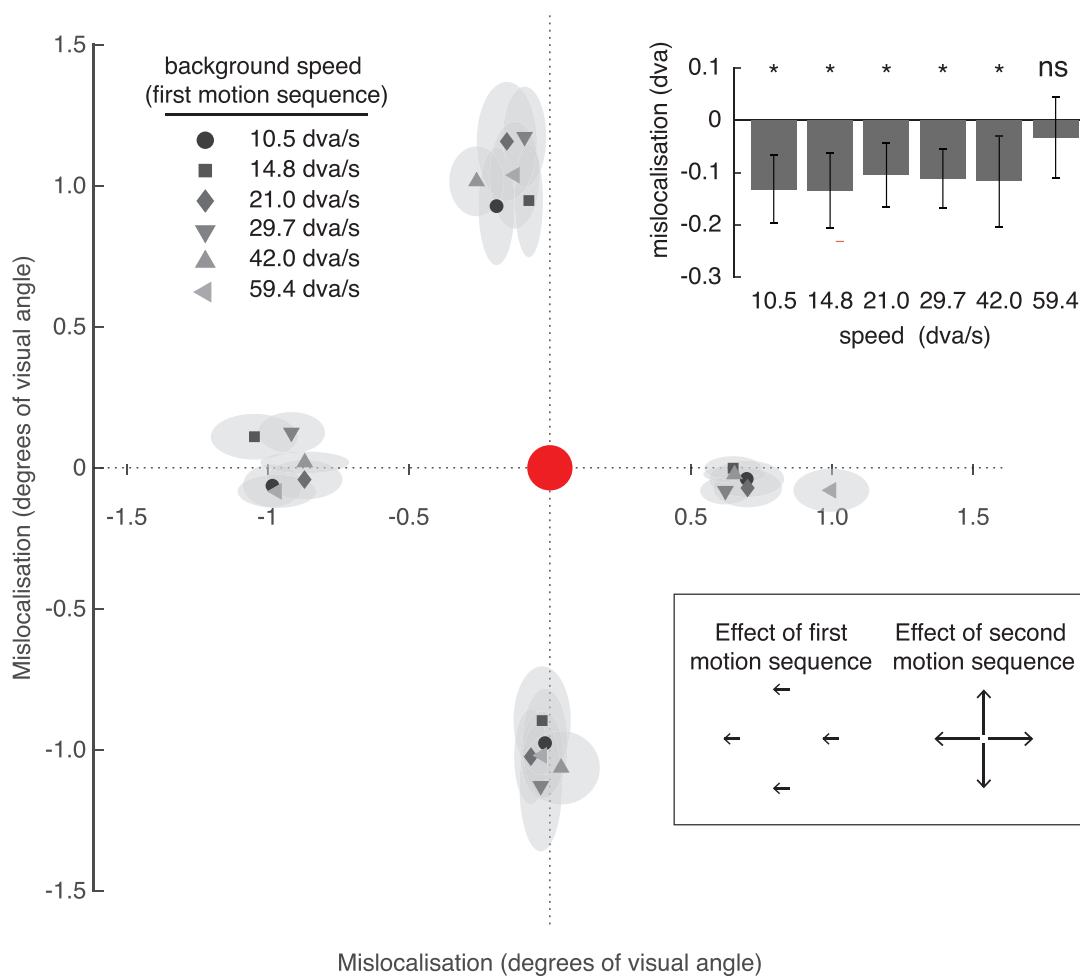 1.5
1.0
0.5
0
-0.5
-1.0
-1.5
Mislocalisation (degrees of visual angle)
background speed
(first motion sequence)
10.5 dva/s
14.8 dva/s
21.0 dva/s
29.7 dva/s
42.0 dva/s
59.4 dva/s
mislocalisation (dva)
0.1
0
-0.1
-0.2
-0.3
* * * * * ns
10.5 14.8 21.0 29.7 42.0 59.4
speed (dva/s)
-1.5 -1 -0.5 0.5 1.0 1.5
Effect of first
motion sequence
Effect of second
motion sequence
Mislocalisation (degrees of visual angle)